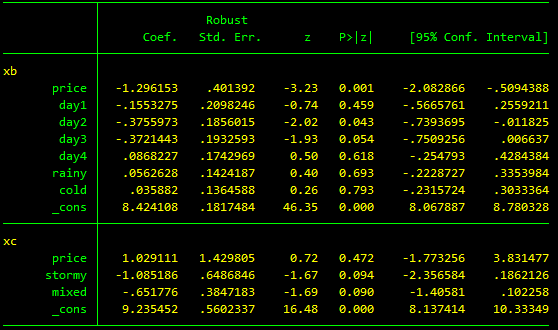 Robust
Coef. Std. Err. z P>|z| [95% Conf. Interval]
xb
price -1.296153 .401392 -3.23 0.001 -2.082866 -.5094388
day1 -.1553275 .2098246 -0.74 0.459 -.5665761 .2559211
day2 -.3755973 .1856015 -2.02 0.043 -.7393695 -.011825
day3 -.3721443 .1932593 -1.93 0.054 -.7509256 .006637
day4 .0868227 .1742969 0.50 0.618 -.254793 .4284384
rainy .0562628 .1424187 0.40 0.693 -.2228727 .3353984
cold .035882 .1364588 0.26 0.793 -.2315724 .3033364
_cons 8.424108 .1817484 46.35 0.000 8.067887 8.780328
xc
price 1.029111 1.429805 0.72 0.472 -1.773256 3.831477
stormy -1.085186 .6486846 -1.67 0.094 -2.356584 .1862126
mixed -.651776 .3847183 -1.69 0.090 -1.40581 .102258
_cons 9.235452 .5602337 16.48 0.000 8.137414 10.33349